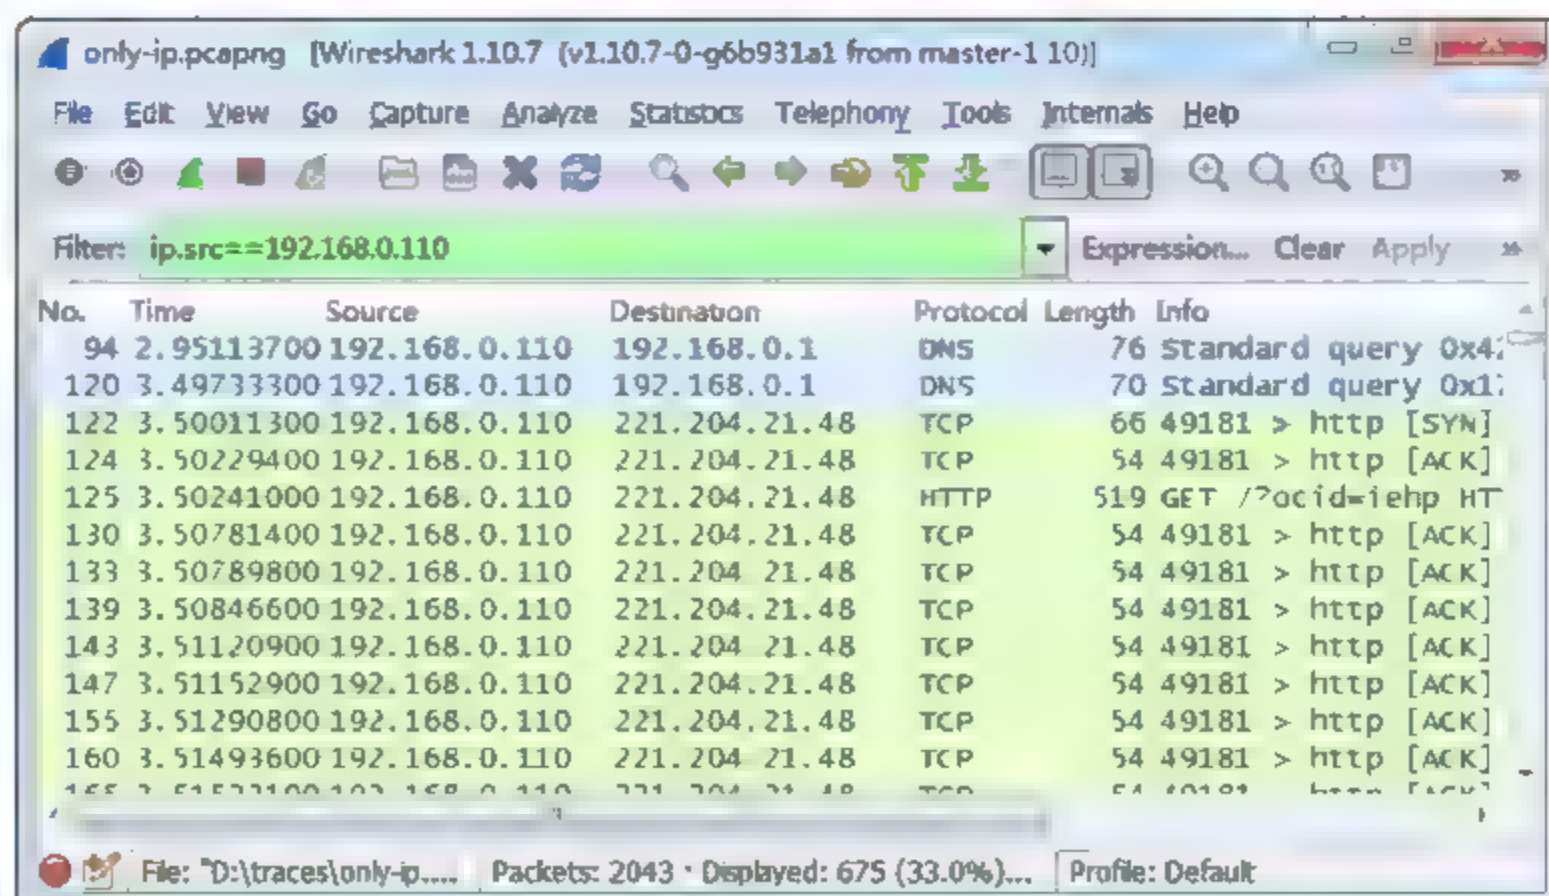 only-ip.pcapng [Wireshark 1.10.7 (v1.10.7-0-g6b931a1 from master-1 10)]
File Edit View Go Capture Analyze Statistics Telephony Tools Internals Help
Filter: ip.src==192.168.0.110 Expression... Clear Apply
No. Time Source Destination Protocol Length Info
94 2.95113700 192.168.0.110 192.168.0.1 DNS 76 Standard query 0x4
120 3.49733300 192.168.0.110 192.168.0.1 DNS 70 Standard query 0x1
122 3.50011300 192.168.0.110 221.204.21.48 TCP 66 49181 > http [SYN]
124 3.50229400 192.168.0.110 221.204.21.48 TCP 54 49181 > http [ACK]
125 3.50241000 192.168.0.110 221.204.21.48 HTTP 519 GET /?ocid=iehp HT
130 3.50781400 192.168.0.110 221.204.21.48 TCP 54 49181 > http [ACK]
133 3.50789800 192.168.0.110 221.204.21.48 TCP 54 49181 > http [ACK]
139 3.50846600 192.168.0.110 221.204.21.48 TCP 54 49181 > http [ACK]
143 3.51120900 192.168.0.110 221.204.21.48 TCP 54 49181 > http [ACK]
147 3.51152900 192.168.0.110 221.204.21.48 TCP 54 49181 > http [ACK]
155 3.51290800 192.168.0.110 221.204.21.48 TCP 54 49181 > http [ACK]
160 3.51493600 192.168.0.110 221.204.21.48 TCP 54 49181 > http [ACK]
File: "D:\traces\only-ip..... Packets: 2043 · Displayed: 675 (33.0%)... Profile: Default